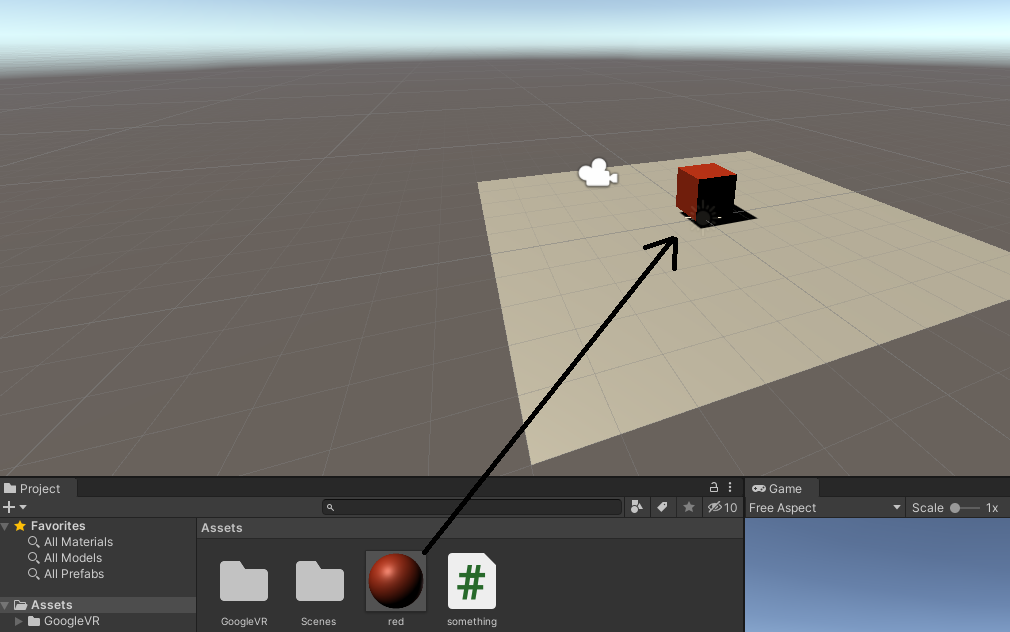 Project
Game
10
Free Aspect
Scale
1x
Favorites
All Materials
All Models
All Prefabs
Assets
GoogleVR
Assets
GoogleVR
Scenes
red
#
something